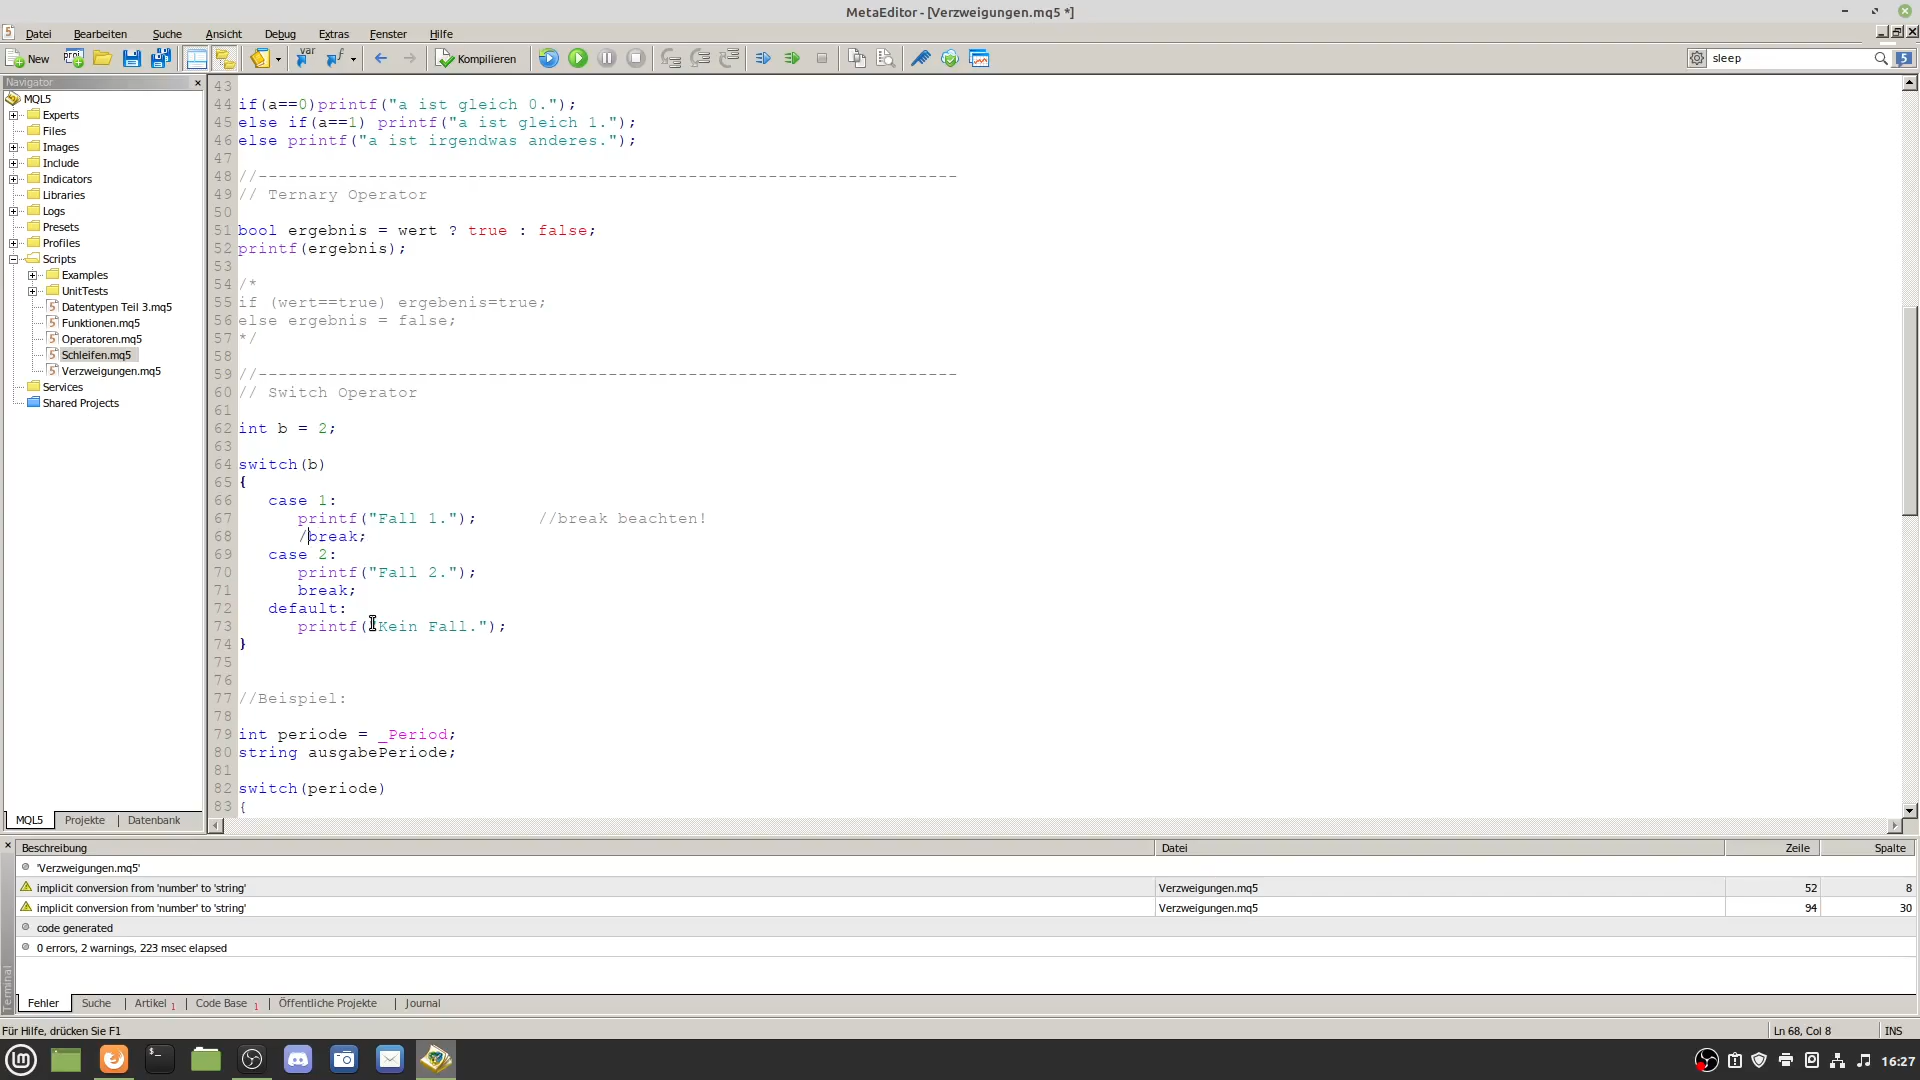 MetaEditor - [Verzweigungen.mq5 *]
Datei Bearbeiten Suche Ansicht Debug Extras Fenster Hilfe
New var Kompilieren sleep 5
Navigator
MQL5
Experts
Files
Images
Include
Indicators
Libraries
Logs
Presets
Profiles
Scripts
Examples
UnitTests
Datentypen Teil 3.mq5
Funktionen.mq5
Operatoren.mq5
Schleifen.mq5
Verzweigungen.mq5
Services
Shared Projects
MQL5 Projekte Datenbank
43
44 if(a==0)printf("a ist gleich 0.");
45 else if(a==1) printf("a ist gleich 1.");
46 else printf("a ist irgendwas anderes.");
47
48 //----------------------------------------------------------------------
49 // Ternary Operator
50
51 bool ergebnis = wert ? true : false;
52 printf(ergebnis);
53
54 /*
55 if (wert==true) ergebenis=true;
56 else ergebnis = false;
57 */
58
59 //----------------------------------------------------------------------
60 // Switch Operator
61
62 int b = 2;
63
64 switch(b)
65 {
66 case 1:
67 printf("Fall 1."); //break beachten!
68 /break;
69 case 2:
70 printf("Fall 2.");
71 break;
72 default:
73 printf("Kein Fall.");
74 }
75
76
77 //Beispiel:
78
79 int periode = _Period;
80 string ausgabePeriode;
81
82 switch(periode)
83 {
Beschreibung Datei Zeile Spalte
'Verzweigungen.mq5'
implicit conversion from 'number' to 'string' Verzweigungen.mq5 52 8
implicit conversion from 'number' to 'string' Verzweigungen.mq5 94 30
code generated
0 errors, 2 warnings, 223 msec elapsed
Terminal
Fehler Suche Artikel 1 Code Base 1 Öffentliche Projekte Journal
Für Hilfe, drücken Sie F1 Ln 68, Col 8 INS
16:27